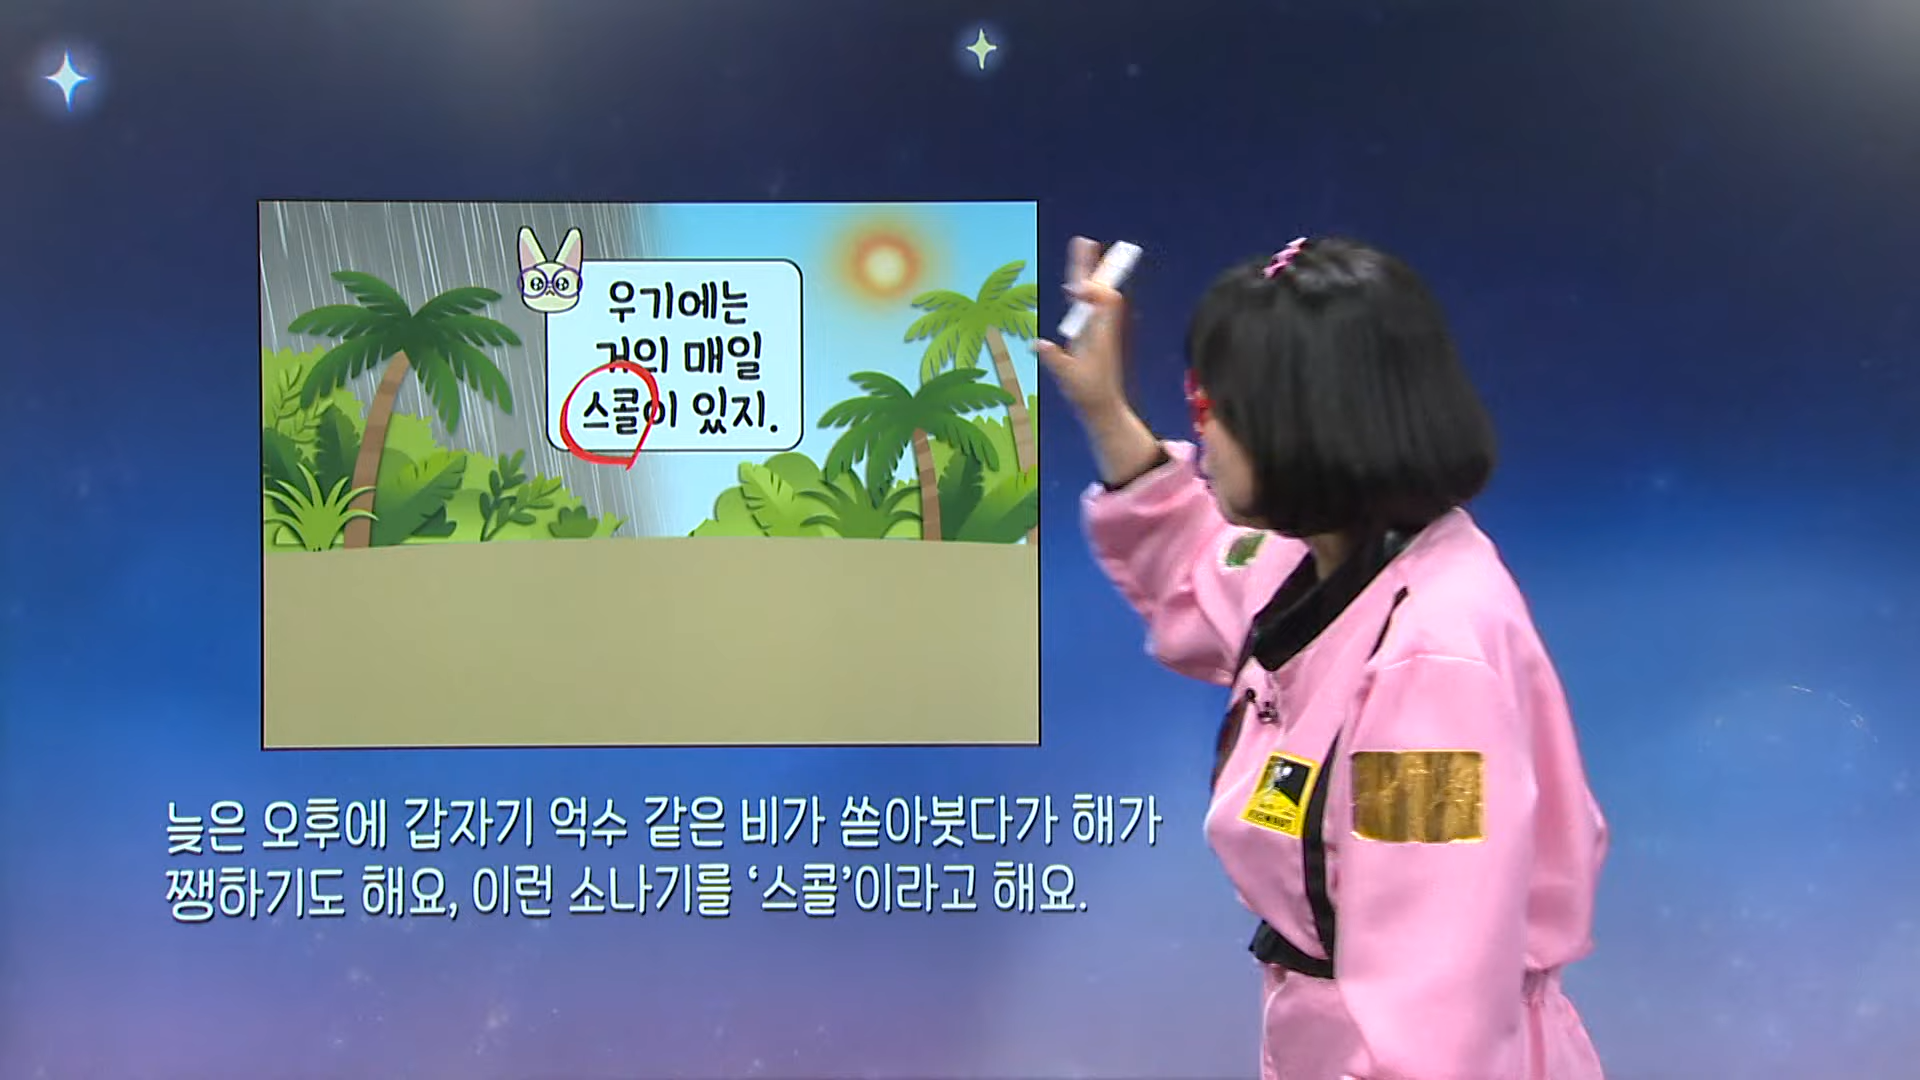 우기에는
거의 매일
스콜이 있지.
늦은 오후에 갑자기 억수 같은 비가 쏟아붓다가 해가
쨍하기도 해요, 이런 소나기를 ‘스콜’이라고 해요.